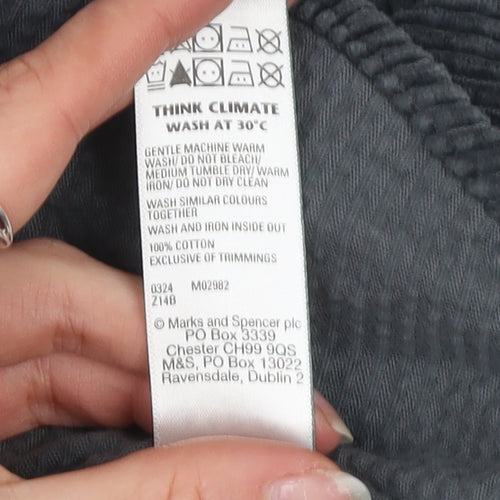 THINK CLIMATE
WASH AT 30°C
GENTLE MACHINE WARM
WASH/ DO NOT BLEACH/
MEDIUM TUMBLE DRY/ WARM
IRON/ DO NOT DRY CLEAN
WASH SIMILAR COLOURS
TOGETHER
WASH AND IRON INSIDE OUT
100% COTTON
EXCLUSIVE OF TRIMMINGS
0324 M02982
Z14B
© Marks and Spencer plc
PO Box 3339
Chester CH99 9QS
M&S, PO Box 13022
Ravensdale, Dublin 2